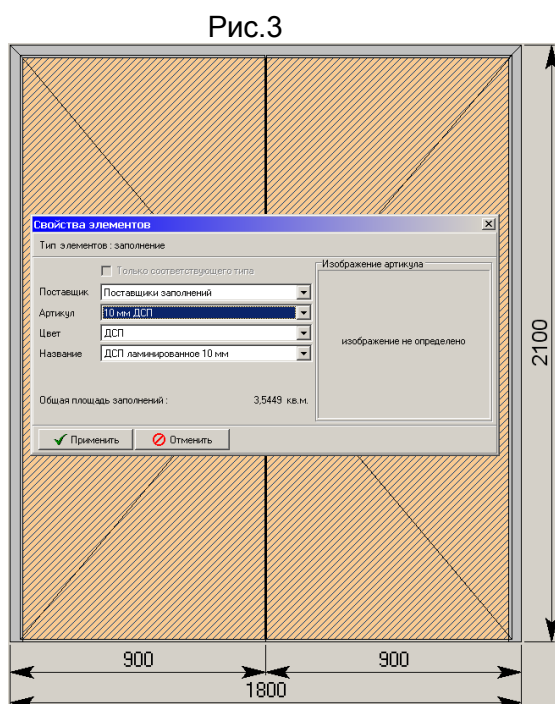 Рис.3
Свойства элементов
Тип элементов : заполнение
Только соответствующего типа
Изображение артикула
Поставщик Поставщики заполнений
Артикул 10 мм ДСП
Цвет ДСП
Название ДСП ламинированное 10 мм
изображение не определено
Общая площадь заполнений : 3,5449 кв.м.
Применить Отменить
2100
900 900
1800